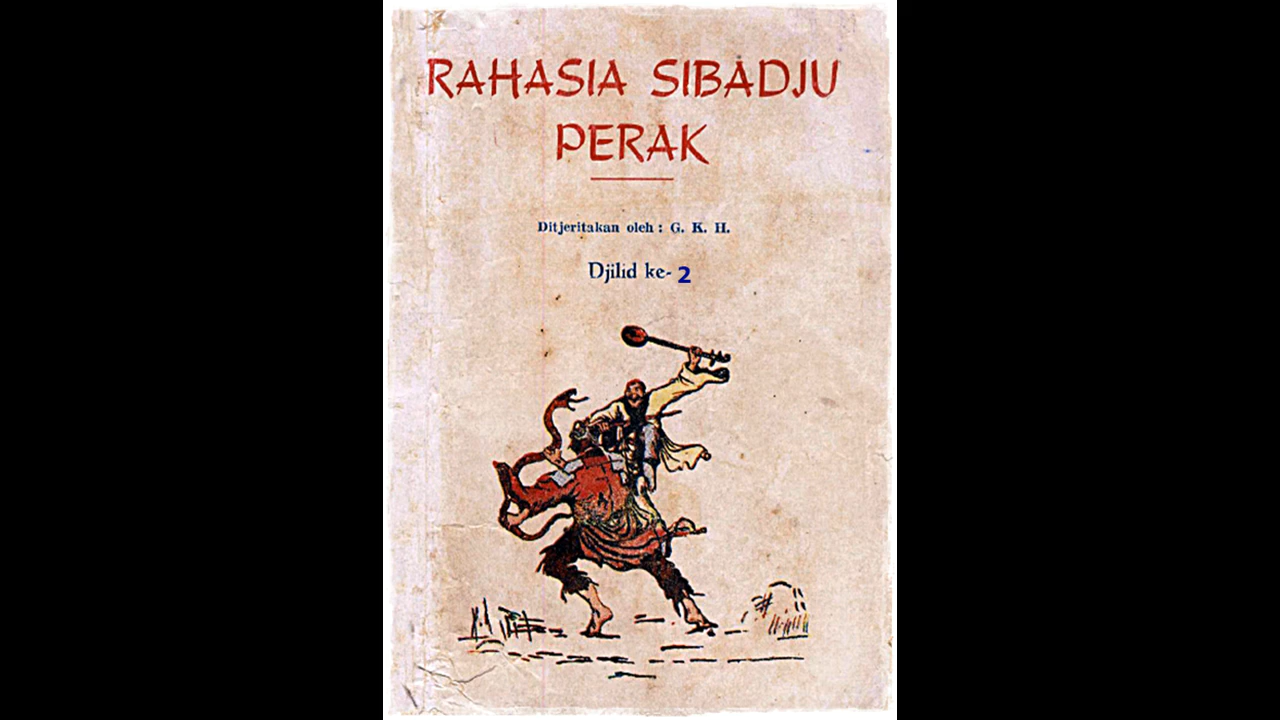 RAHASIA SIBADJU
PERAK
Ditjeritakan oleh : G. K. H.
Djilid ke- 2